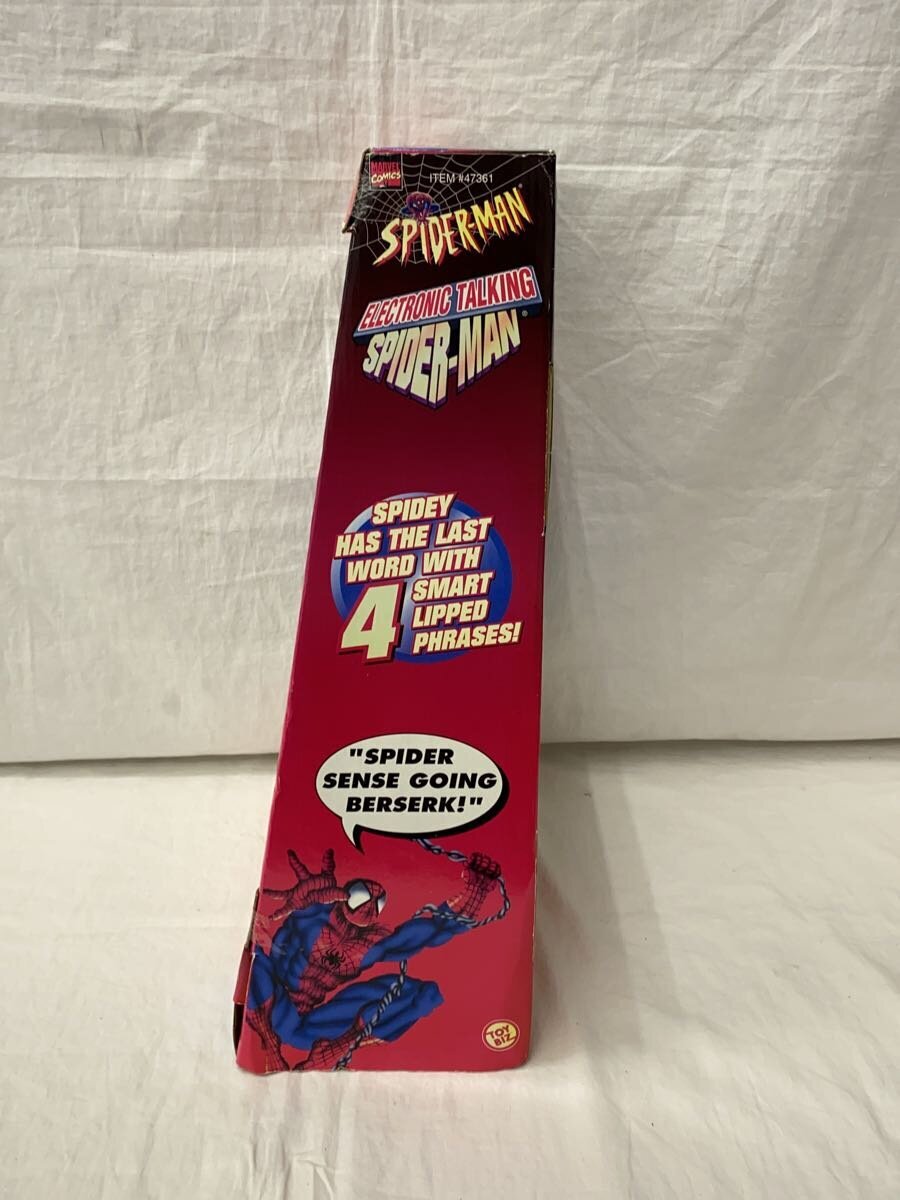 MARVEL
COMICS
ITEM #47361
SPIDER-MAN®
ELECTRONIC TALKING
SPIDER-MAN®
SPIDEY
HAS THE LAST
WORD WITH
4 SMART
LIPPED
PHRASES!
"SPIDER
SENSE GOING
BERSERK!"
TOY
BIZ